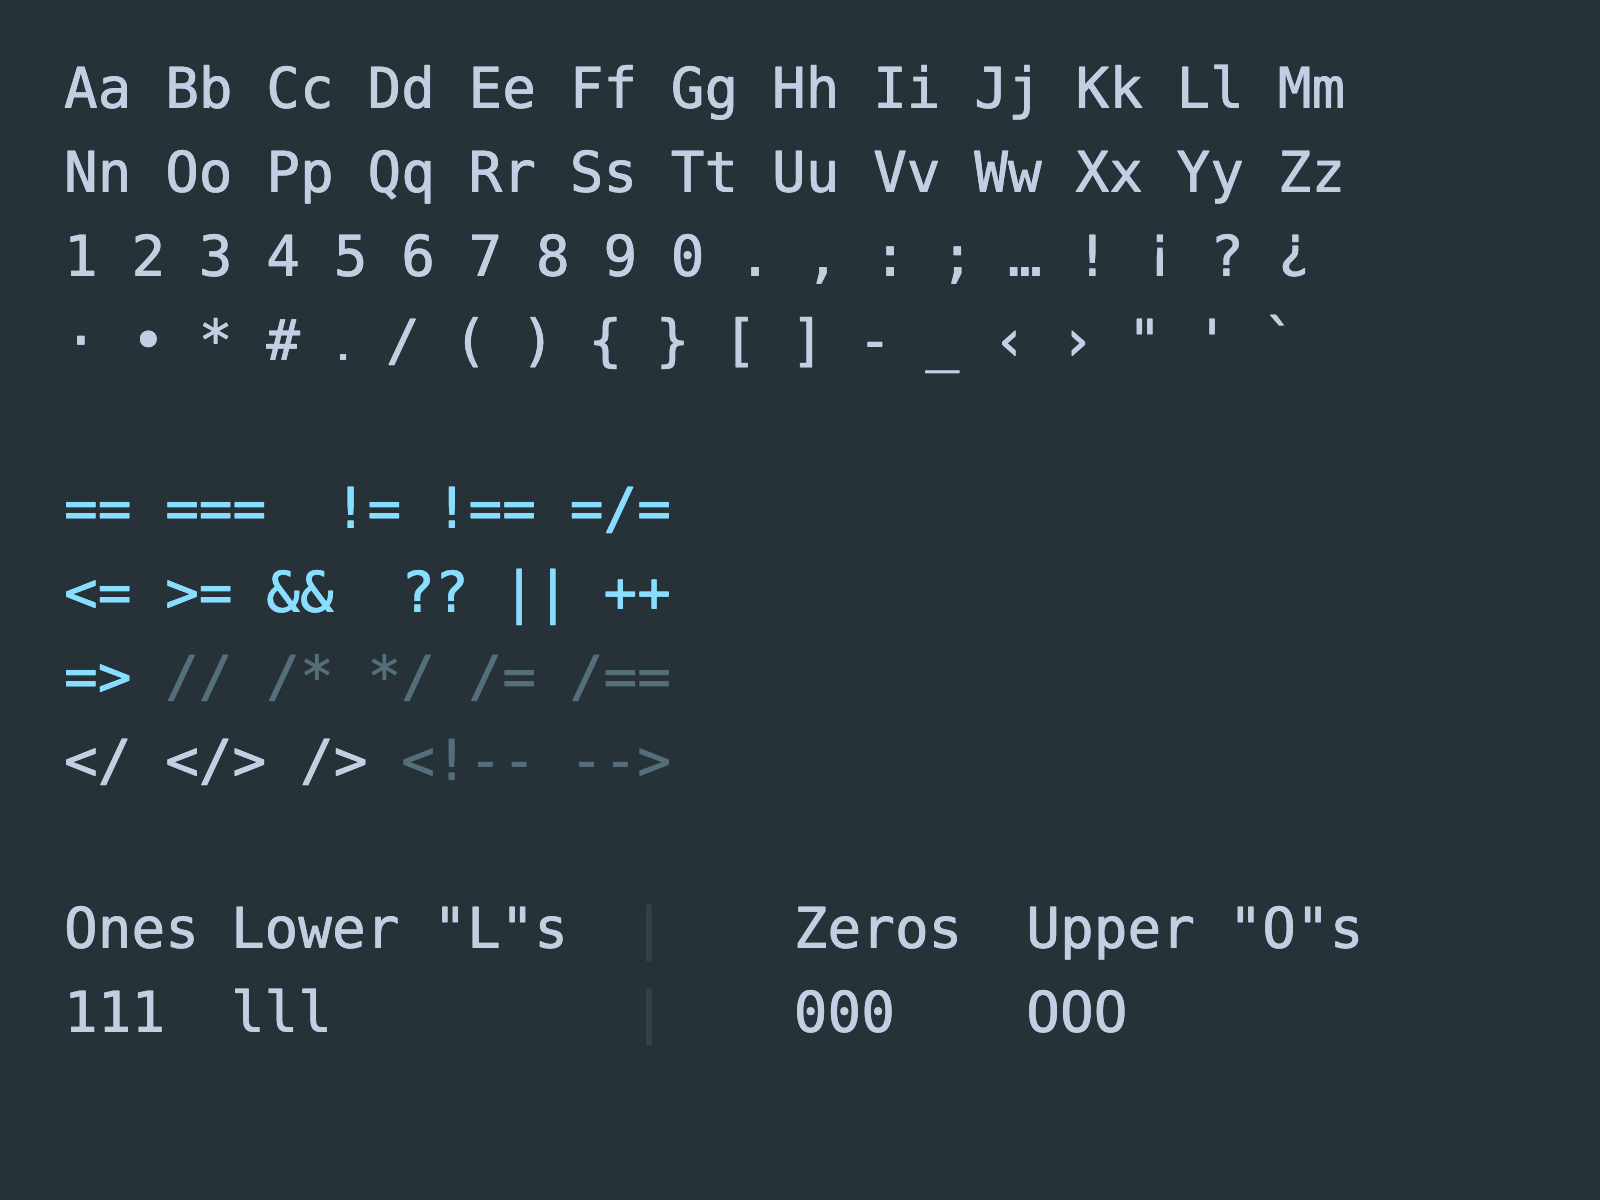 Aa Bb Cc Dd Ee Ff Gg Hh Ii Jj Kk Ll Mm
Nn Oo Pp Qq Rr Ss Tt Uu Vv Ww Xx Yy Zz
1 2 3 4 5 6 7 8 9 0 . , : ; … ! ¡ ? ¿
· • * # . / ( ) { } [ ] - _ ‹ › " ' `
== ===  != !== =/=
<= >= &&  ?? || ++
=> // /* */ /= /==
</ </> /> <!-- -->
Ones Lower "L"s  |    Zeros  Upper "O"s
111  lll         |    000    OOO